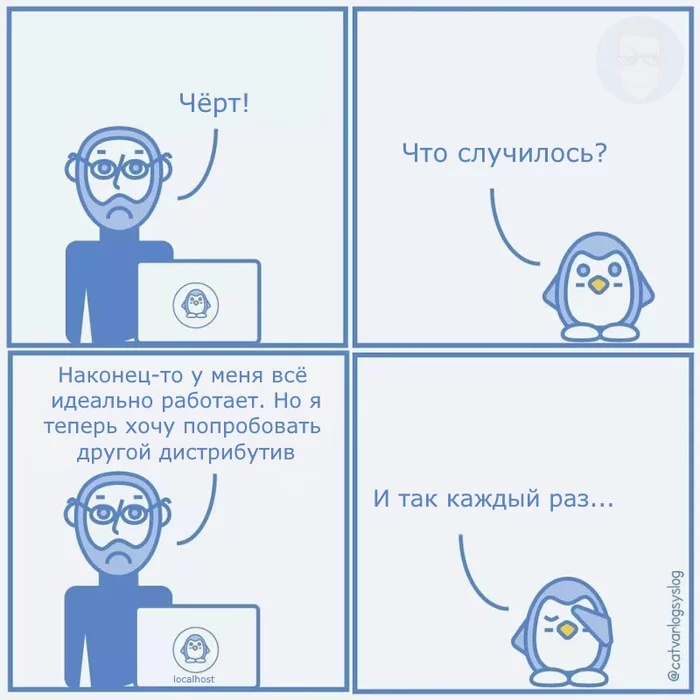 Чёрт!
Что случилось?
Наконец-то у меня всё
идеально работает. Но я
теперь хочу попробовать
другой дистрибутив
localhost
И так каждый раз...
@catvarlogsyslog